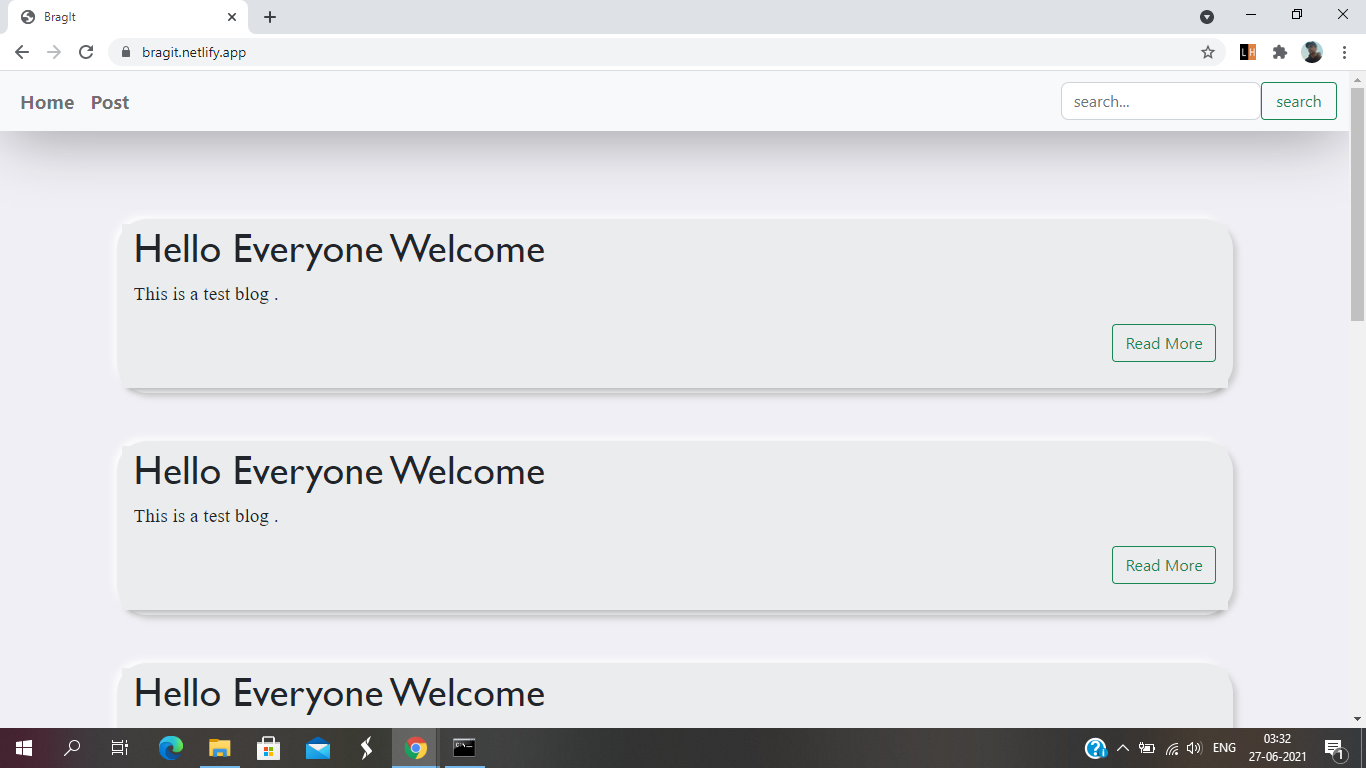 BragIt
bragit.netlify.app
LH
Home Post search... search
Hello Everyone Welcome
This is a test blog .
Read More
Hello Everyone Welcome
This is a test blog .
Read More
Hello Everyone Welcome
ENG 03:32
27-06-2021 1